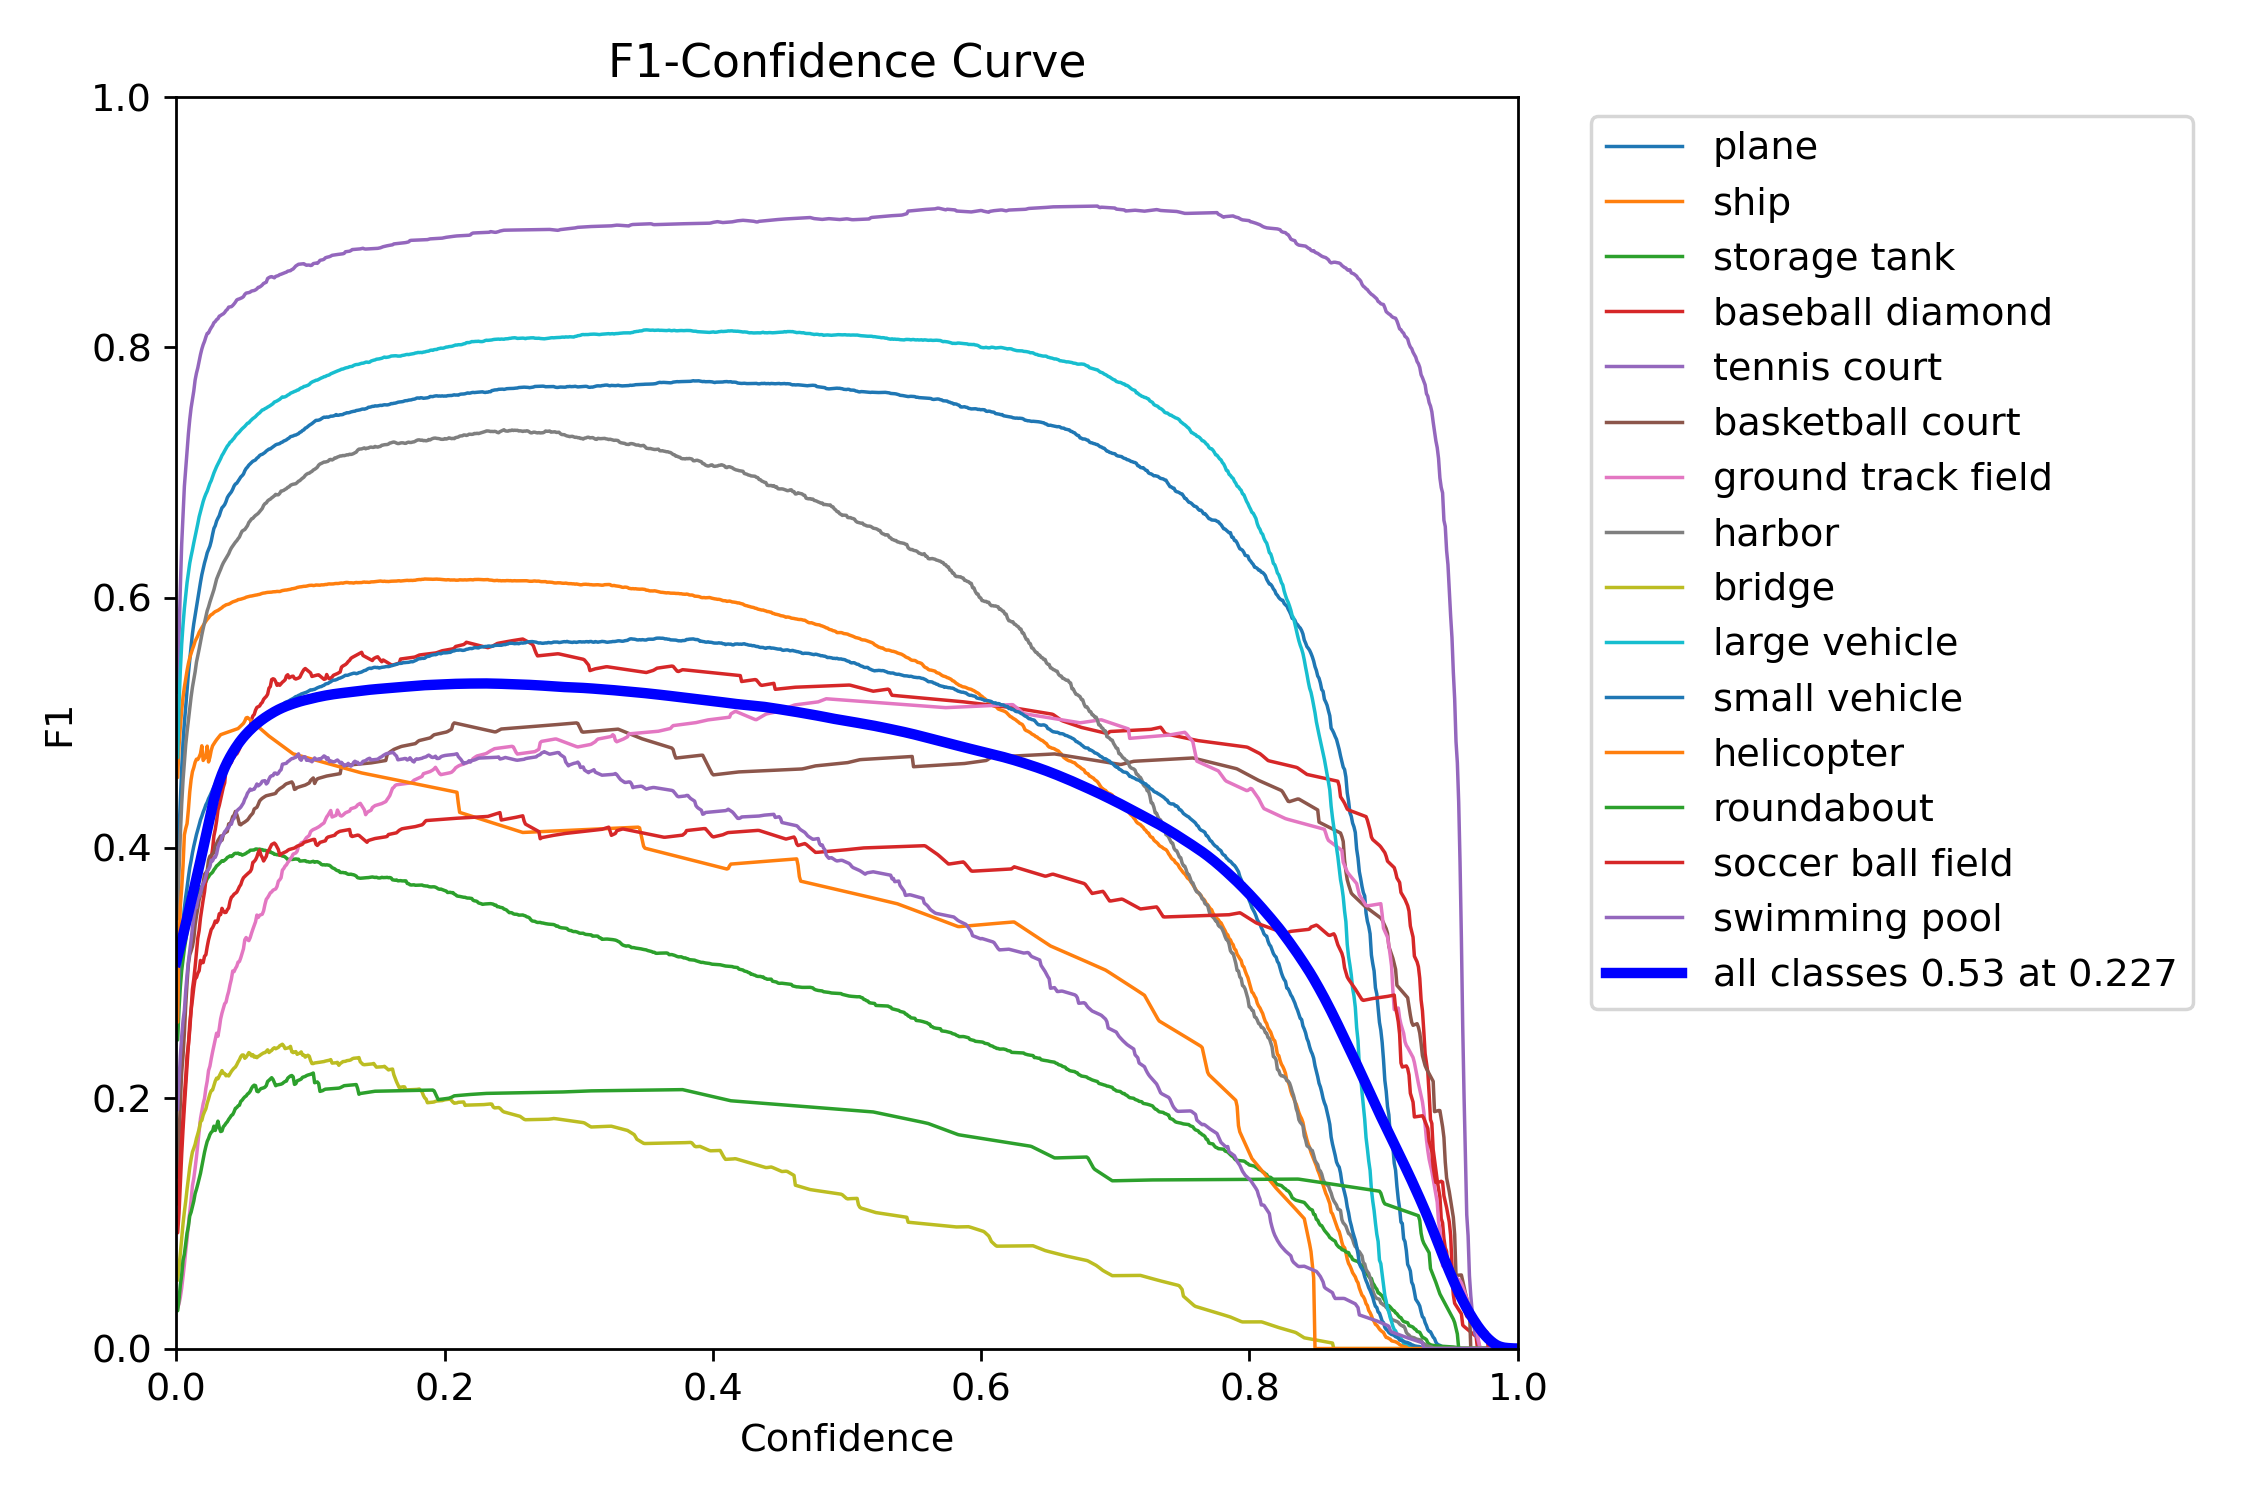 F1-Confidence Curve
1.0
0.8
0.6
0.4
0.2
0.0
F1
0.0 0.2 0.4 0.6 0.8 1.0
Confidence
plane
ship
storage tank
baseball diamond
tennis court
basketball court
ground track field
harbor
bridge
large vehicle
small vehicle
helicopter
roundabout
soccer ball field
swimming pool
all classes 0.53 at 0.227